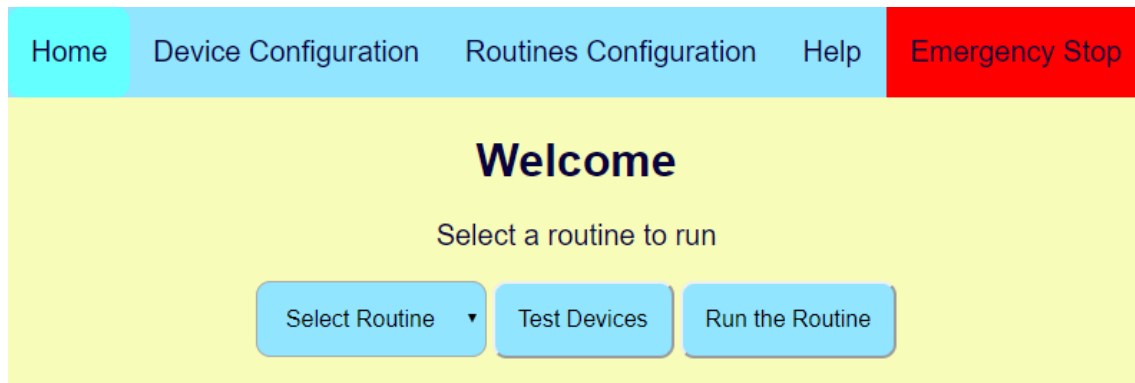 Home Device Configuration Routines Configuration Help Emergency Stop
Welcome
Select a routine to run
Select Routine Test Devices Run the Routine